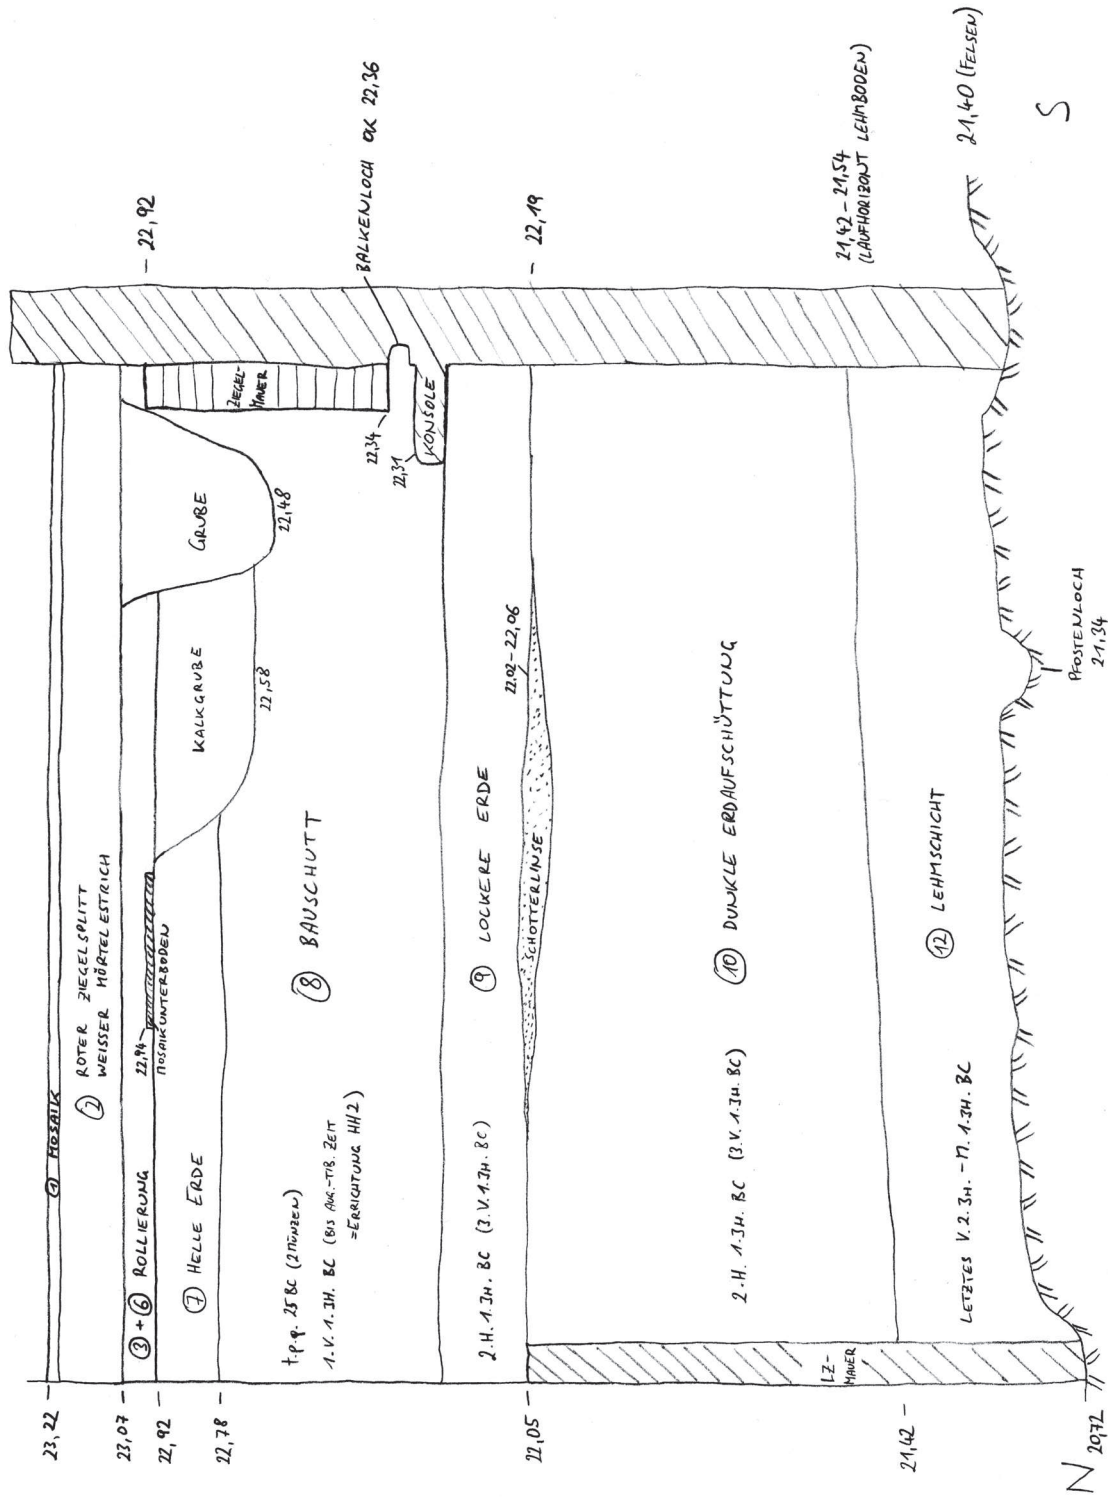 23,22
23,07
22,92
22,78
22,05
21,42
N 20,72
① MOSAIK
② ROTER ZIEGELSPLITT
WEISSER MÖRTELESTRICH
③ + ⑥ ROLLIERUNG
22,94
MOSAIKUNTERBODEN
⑦ HELLE ERDE
KALKGRUBE
22,58
GRUBE
22,48
ZIEGEL-
MAUER
22,92
22,34
22,31
KONSOLE
BALKENLOCH OK 22,36
⑧ BAUSCHUTT
t.p.q. 25 BC (2 MÜNZEN)
1. V. 1. JH. BC (BIS AUG.-TIB. ZEIT
=ERRICHTUNG HH2)
⑨ LOCKERE ERDE
2. H. 1. JH. BC (3. V. 1. JH. BC)
22,19
22,02-22,06
SCHOTTERLINSE
⑩ DUNKLE ERDAUFSCHÜTTUNG
2. H. 1. JH. BC (3. V. 1. JH. BC)
LZ-
MAUER
21,42-21,54
(LAUFHORIZONT LEHMBODEN)
⑫ LEHMSCHICHT
LETZTES V. 2. JH. - M. 1. JH. BC
21,40 (FELSEN)
PFOSTENLOCH
21,34
S